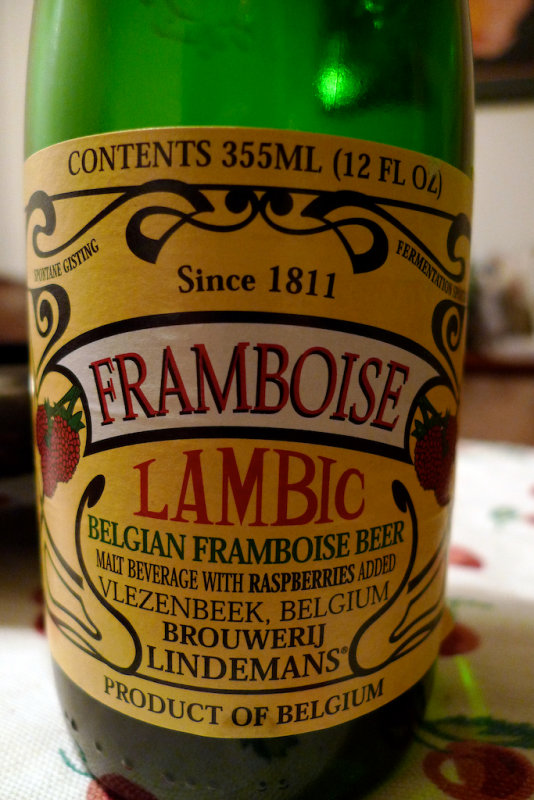 CONTENTS 355ML (12 FL OZ)
SPONTANE GISTING
FERMENTATION
Since 1811
FRAMBOISE
LAMBIC
BELGIAN FRAMBOISE BEER
MALT BEVERAGE WITH RASPBERRIES ADDED
VLEZENBEEK, BELGIUM
BROUWERIJ
LINDEMANS®
PRODUCT OF BELGIUM